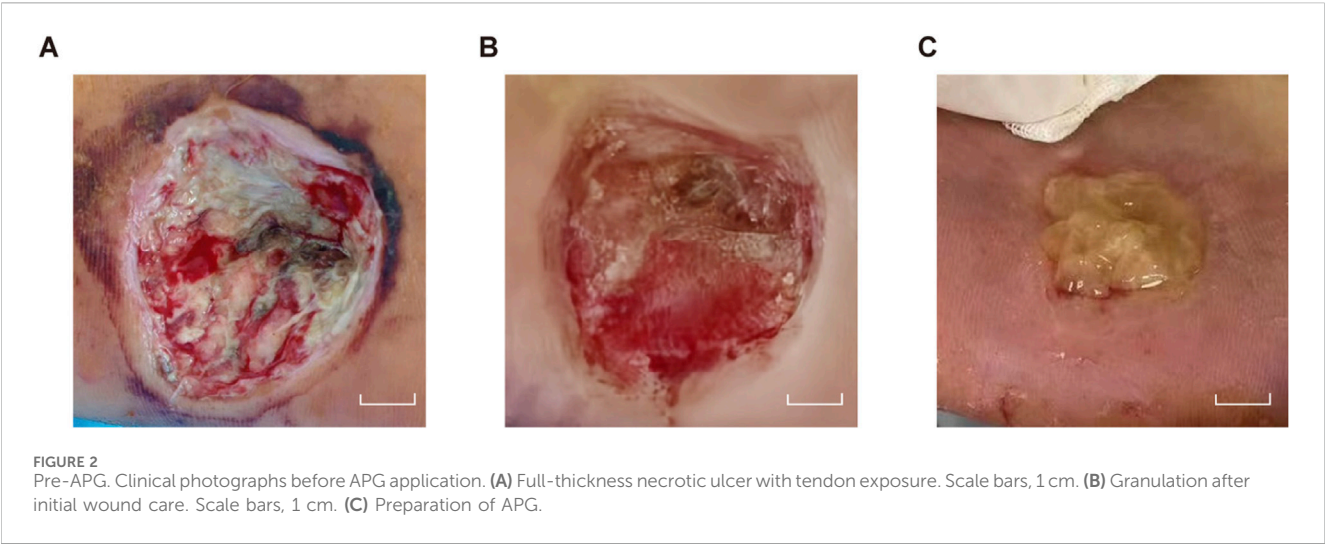 A
B
C
FIGURE 2
Pre-APG. Clinical photographs before APG application. (A) Full-thickness necrotic ulcer with tendon exposure. Scale bars, 1 cm. (B) Granulation after
initial wound care. Scale bars, 1 cm. (C) Preparation of APG.